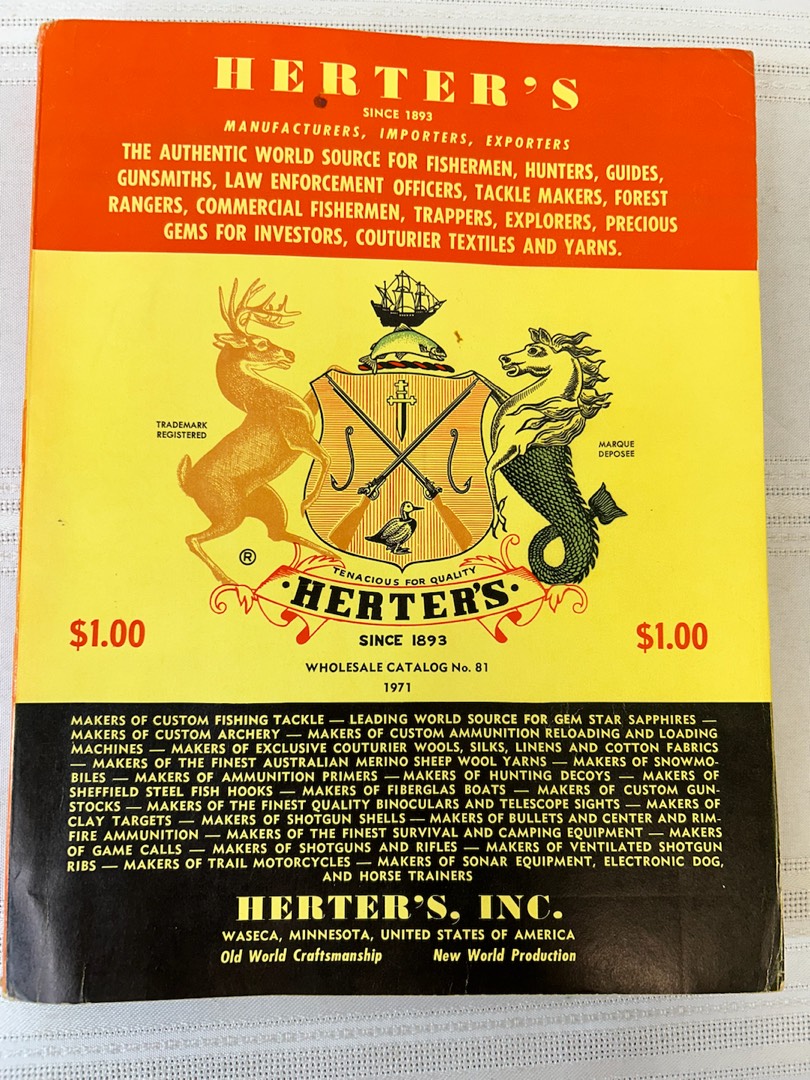 HERTER'S
SINCE 1893
MANUFACTURERS, IMPORTERS, EXPORTERS
THE AUTHENTIC WORLD SOURCE FOR FISHERMEN, HUNTERS, GUIDES,
GUNSMITHS, LAW ENFORCEMENT OFFICERS, TACKLE MAKERS, FOREST
RANGERS, COMMERCIAL FISHERMEN, TRAPPERS, EXPLORERS, PRECIOUS
GEMS FOR INVESTORS, COUTURIER TEXTILES AND YARNS.
TRADEMARK
REGISTERED
MARQUE
DEPOSEE
®
TENACIOUS FOR QUALITY
·HERTER'S·
SINCE 1893
$1.00
$1.00
WHOLESALE CATALOG No. 81
1971
MAKERS OF CUSTOM FISHING TACKLE — LEADING WORLD SOURCE FOR GEM STAR SAPPHIRES —
MAKERS OF CUSTOM ARCHERY — MAKERS OF CUSTOM AMMUNITION RELOADING AND LOADING
MACHINES — MAKERS OF EXCLUSIVE COUTURIER WOOLS, SILKS, LINENS AND COTTON FABRICS
— MAKERS OF THE FINEST AUSTRALIAN MERINO SHEEP WOOL YARNS — MAKERS OF SNOWMO-
BILES — MAKERS OF AMMUNITION PRIMERS — MAKERS OF HUNTING DECOYS — MAKERS OF
SHEFFIELD STEEL FISH HOOKS — MAKERS OF FIBERGLAS BOATS — MAKERS OF CUSTOM GUN-
STOCKS — MAKERS OF THE FINEST QUALITY BINOCULARS AND TELESCOPE SIGHTS — MAKERS OF
CLAY TARGETS — MAKERS OF SHOTGUN SHELLS — MAKERS OF BULLETS AND CENTER AND RIM-
FIRE AMMUNITION — MAKERS OF THE FINEST SURVIVAL AND CAMPING EQUIPMENT — MAKERS
OF GAME CALLS — MAKERS OF SHOTGUNS AND RIFLES — MAKERS OF VENTILATED SHOTGUN
RIBS — MAKERS OF TRAIL MOTORCYCLES — MAKERS OF SONAR EQUIPMENT, ELECTRONIC DOG,
AND HORSE TRAINERS
HERTER'S, INC.
WASECA, MINNESOTA, UNITED STATES OF AMERICA
Old World Craftsmanship New World Production